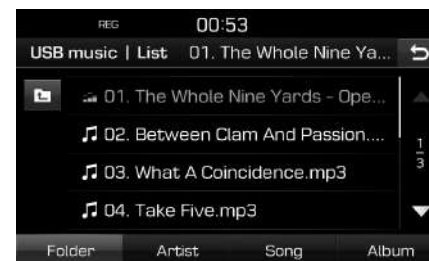 REG 00:53
USB music | List 01. The Whole Nine Ya...
01. The Whole Nine Yards - Ope...
02. Between Clam And Passion....
03. What A Coincidence.mp3
04. Take Five.mp3
1
3
Folder Artist Song Album